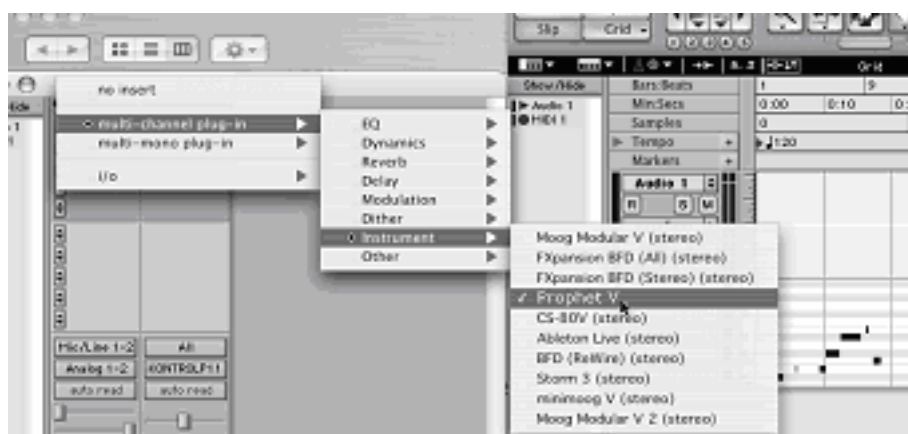 Slip Grid
Show/Hide
Bars:Beats 1 9
Audio 1
Min:Secs 0:00 0:10
MIDI 1
Samples 0
Tempo + 120
Markers +
Audio 1
R S M
no insert
multi-channel plug-in
multi-mono plug-in
i/o
EQ
Dynamics
Reverb
Delay
Modulation
Dither
Instrument
Other
Moog Modular V (stereo)
FXpansion BFD (All) (stereo)
FXpansion BFD (Stereo) (stereo)
✓ Prophet V
CS-80V (stereo)
Ableton Live (stereo)
BFD (ReWire) (stereo)
Storm 3 (stereo)
minimoog V (stereo)
Moog Modular V 2 (stereo)
Mic/Line 1-2 All
Analog 1-2 KONTROLP11
auto read auto read